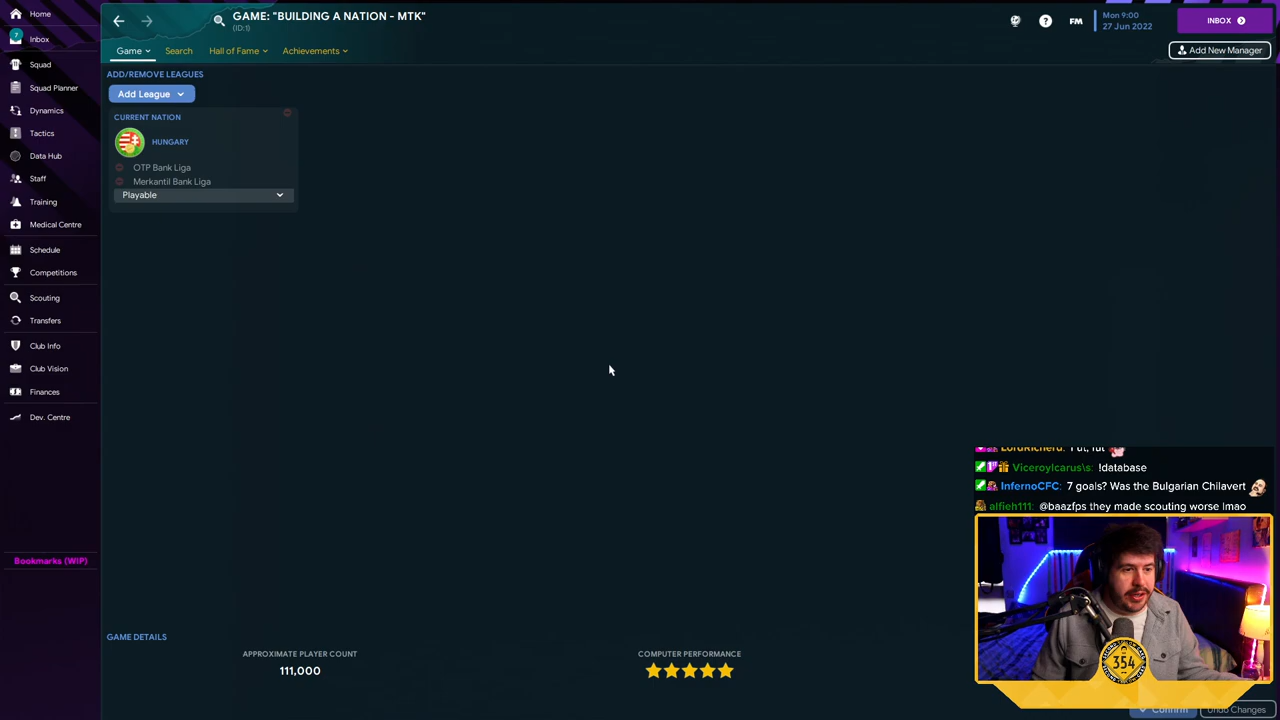 Home
7
Inbox
Squad
Squad Planner
Dynamics
Tactics
Data Hub
Staff
Training
Medical Centre
Schedule
Competitions
Scouting
Transfers
Club Info
Club Vision
Finances
Dev. Centre
Bookmarks (WIP)
GAME: "BUILDING A NATION - MTK"
(ID:1)
FM
Mon 9:00
27 Jun 2022
INBOX
Game
Search
Hall of Fame
Achievements
Add New Manager
ADD/REMOVE LEAGUES
Add League
CURRENT NATION
HUNGARY
OTP Bank Liga
Merkantil Bank Liga
Playable
GAME DETAILS
APPROXIMATE PLAYER COUNT
111,000
COMPUTER PERFORMANCE
ViceroyIcarus\s: !database
InfernoCFC: 7 goals? Was the Bulgarian Chilavert
alfieh111: @baazfps they made scouting worse lmao
354
Confirm
Undo Changes